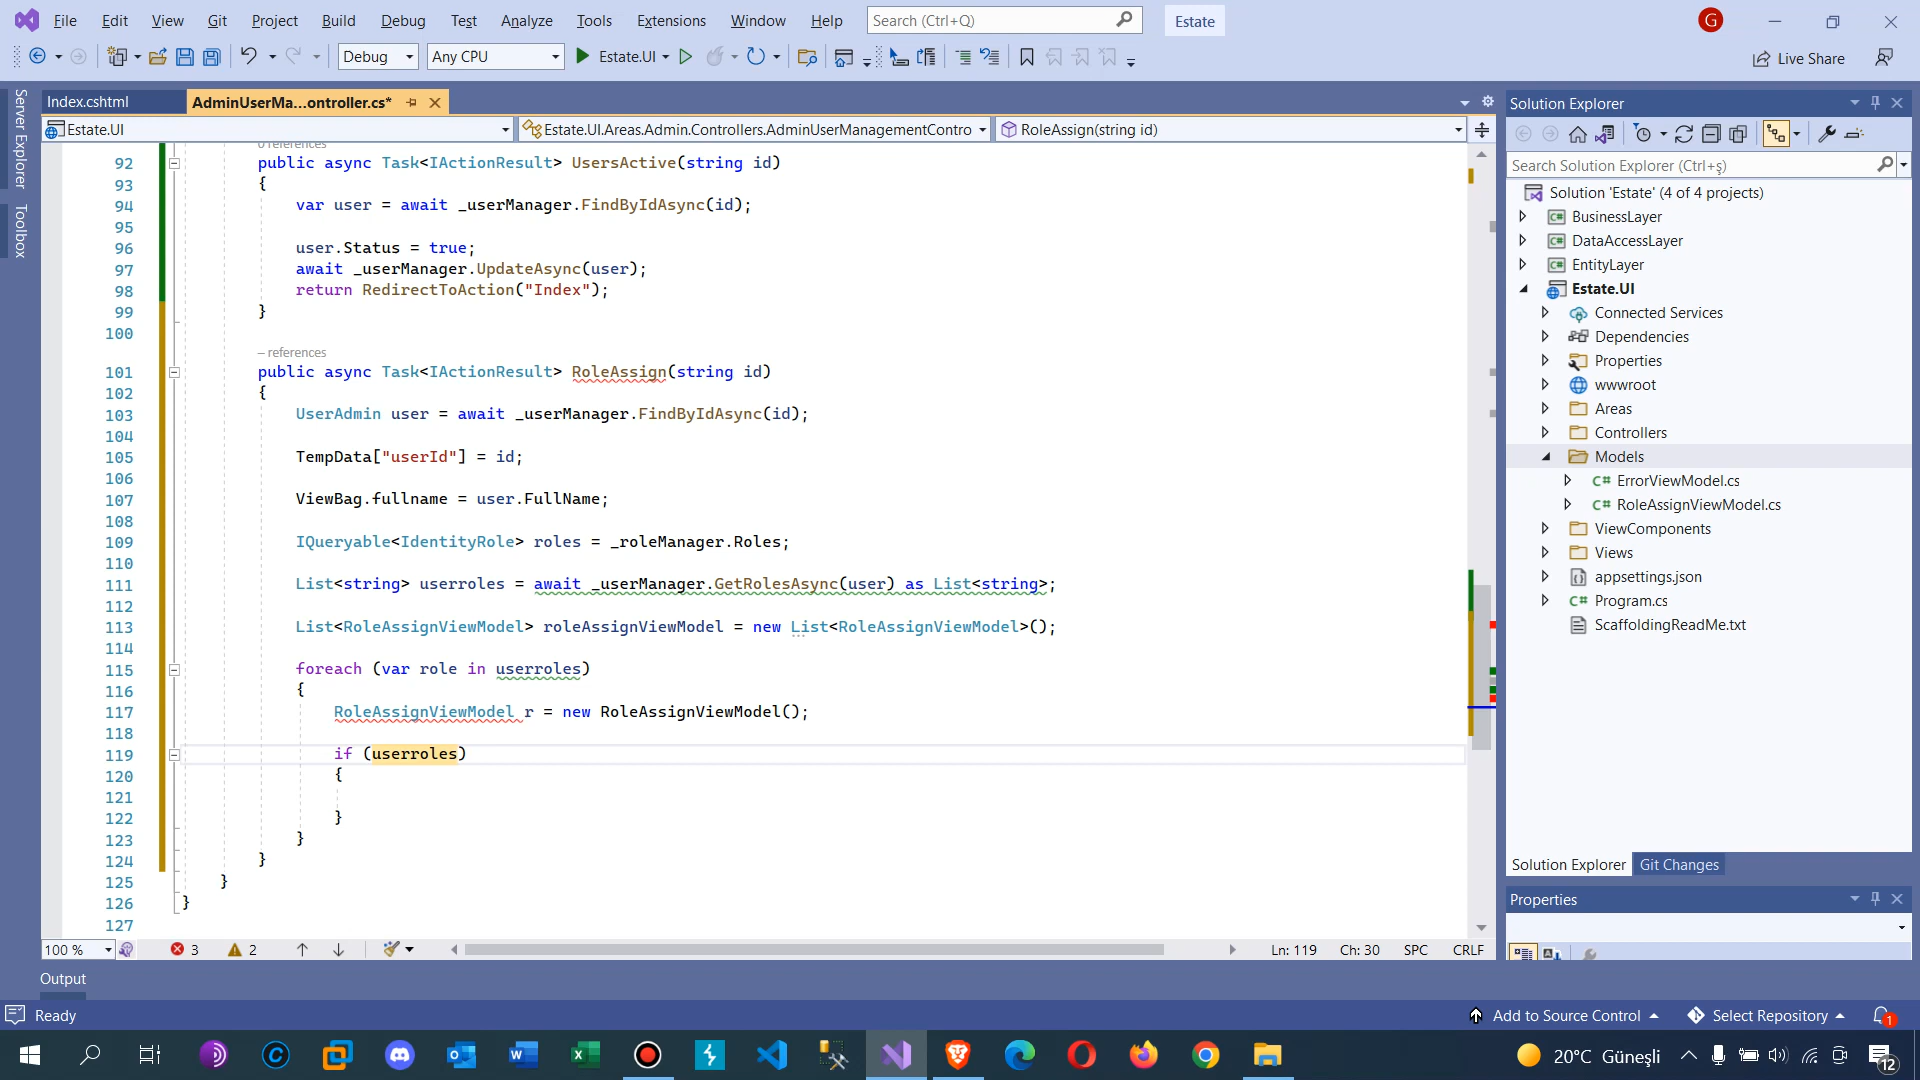 File Edit View Git Project Build Debug Test Analyze Tools Extensions Window Help Search (Ctrl+Q) Estate G
Debug Any CPU Estate.UI Live Share
Server Explorer
Toolbox
Index.cshtml AdminUserMa...ontroller.cs*
Estate.UI Estate.UI.Areas.Admin.Controllers.AdminUserManagementContro RoleAssign(string id)
0 references
92 public async Task<IActionResult> UsersActive(string id)
93 {
94 var user = await _userManager.FindByIdAsync(id);
95
96 user.Status = true;
97 await _userManager.UpdateAsync(user);
98 return RedirectToAction("Index");
99 }
100
– references
101 public async Task<IActionResult> RoleAssign(string id)
102 {
103 UserAdmin user = await _userManager.FindByIdAsync(id);
104
105 TempData["userId"] = id;
106
107 ViewBag.fullname = user.FullName;
108
109 IQueryable<IdentityRole> roles = _roleManager.Roles;
110
111 List<string> userroles = await _userManager.GetRolesAsync(user) as List<string>;
112
113 List<RoleAssignViewModel> roleAssignViewModel = new List<RoleAssignViewModel>();
114
115 foreach (var role in userroles)
116 {
117 RoleAssignViewModel r = new RoleAssignViewModel();
118
119 if (userroles)
120 {
121
122 }
123 }
124 }
125 }
126 }
127
100 % 3 2 Ln: 119 Ch: 30 SPC CRLF
Output
Solution Explorer
Search Solution Explorer (Ctrl+ş)
Solution 'Estate' (4 of 4 projects)
BusinessLayer
DataAccessLayer
EntityLayer
Estate.UI
Connected Services
Dependencies
Properties
wwwroot
Areas
Controllers
Models
C# ErrorViewModel.cs
C# RoleAssignViewModel.cs
ViewComponents
Views
appsettings.json
C# Program.cs
ScaffoldingReadMe.txt
Solution Explorer Git Changes
Properties
Ready Add to Source Control Select Repository 1
20°C Güneşli 12